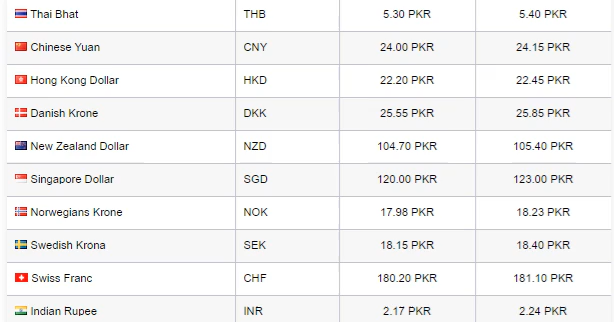 Thai Bhat THB 5.30 PKR 5.40 PKR
Chinese Yuan CNY 24.00 PKR 24.15 PKR
Hong Kong Dollar HKD 22.20 PKR 22.45 PKR
Danish Krone DKK 25.55 PKR 25.85 PKR
New Zealand Dollar NZD 104.70 PKR 105.40 PKR
Singapore Dollar SGD 120.00 PKR 123.00 PKR
Norwegians Krone NOK 17.98 PKR 18.23 PKR
Swedish Krona SEK 18.15 PKR 18.40 PKR
Swiss Franc CHF 180.20 PKR 181.10 PKR
Indian Rupee INR 2.17 PKR 2.24 PKR